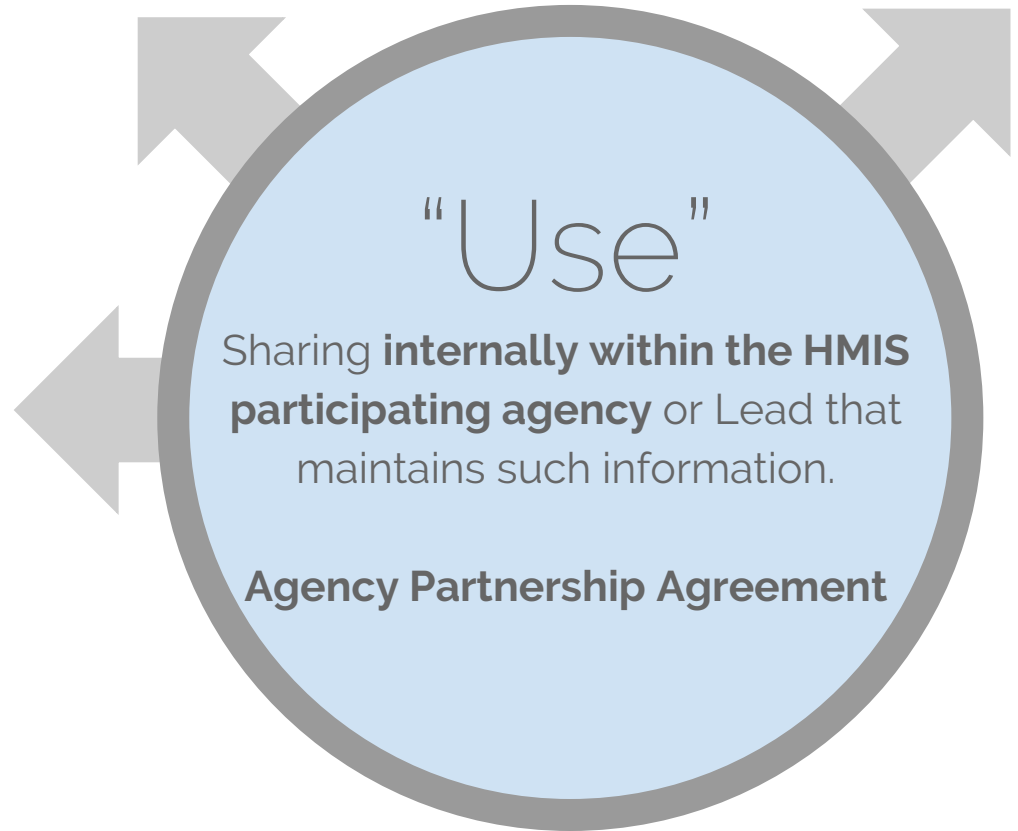 “Use”
Sharing internally within the HMIS
participating agency or Lead that
maintains such information.
Agency Partnership Agreement